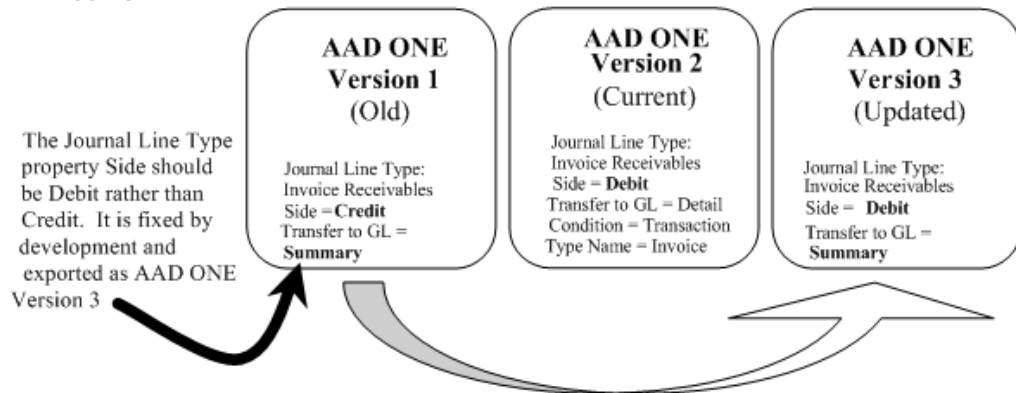 The Journal Line Type
property Side should
be Debit rather than
Credit. It is fixed by
development and
exported as AAD ONE
Version 3
AAD ONE
Version 1
(Old)
Journal Line Type:
Invoice Receivables
Side = Credit
Transfer to GL =
Summary
AAD ONE
Version 2
(Current)
Journal Line Type:
Invoice Receivables
Side = Debit
Transfer to GL = Detail
Condition = Transaction
Type Name = Invoice
AAD ONE
Version 3
(Updated)
Journal Line Type:
Invoice Receivables
Side = Debit
Transfer to GL =
Summary